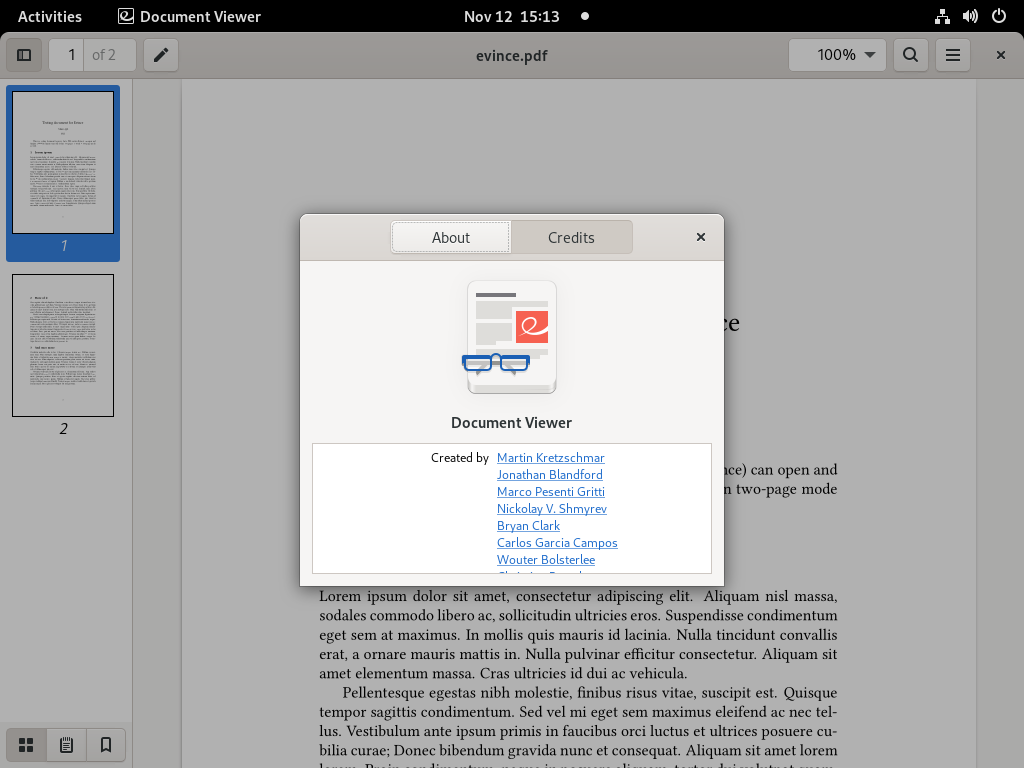 Activities Document Viewer Nov 12 15:13
1 of 2 evince.pdf 100%
1
2
About Credits
Document Viewer
Created by Martin Kretzschmar
Jonathan Blandford
Marco Pesenti Gritti
Nickolay V. Shmyrev
Bryan Clark
Carlos Garcia Campos
Wouter Bolsterlee
ce
nce) can open and
n two-page mode
Lorem ipsum dolor sit amet, consectetur adipiscing elit. Aliquam nisl massa,
sodales commodo libero ac, sollicitudin ultricies eros. Suspendisse condimentum
eget sem at maximus. In mollis quis mauris id lacinia. Nulla tincidunt convallis
erat, a ornare mauris mattis in. Nulla pulvinar efficitur consectetur. Aliquam sit
amet elementum massa. Cras ultricies id dui ac vehicula.
Pellentesque egestas nibh molestie, finibus risus vitae, suscipit est. Quisque
tempor sagittis condimentum. Sed vel mi eget sem maximus eleifend ac nec tel-
lus. Vestibulum ante ipsum primis in faucibus orci luctus et ultrices posuere cu-
bilia curae; Donec bibendum gravida nunc et consequat. Aliquam sit amet lorem